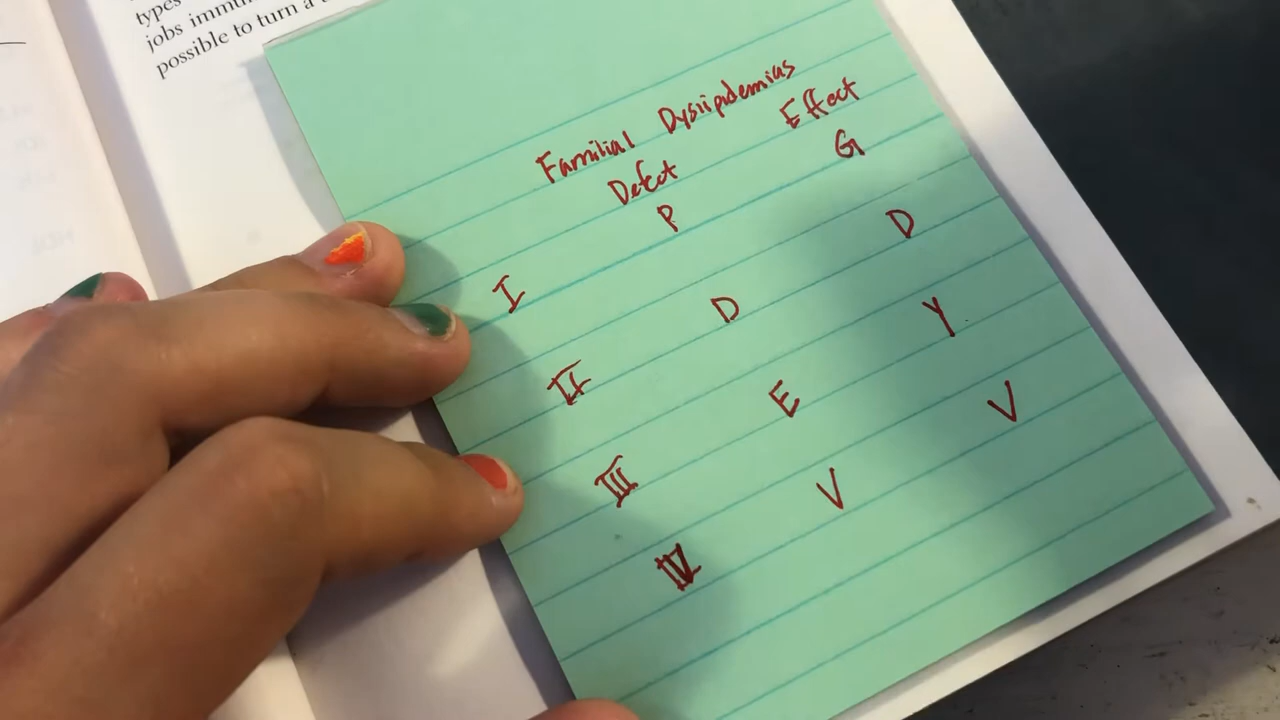 types
jobs immu
possible to turn a
Familial Dyslipidemias
Defect Effect
I P G
II D D
III E Y
IV V V